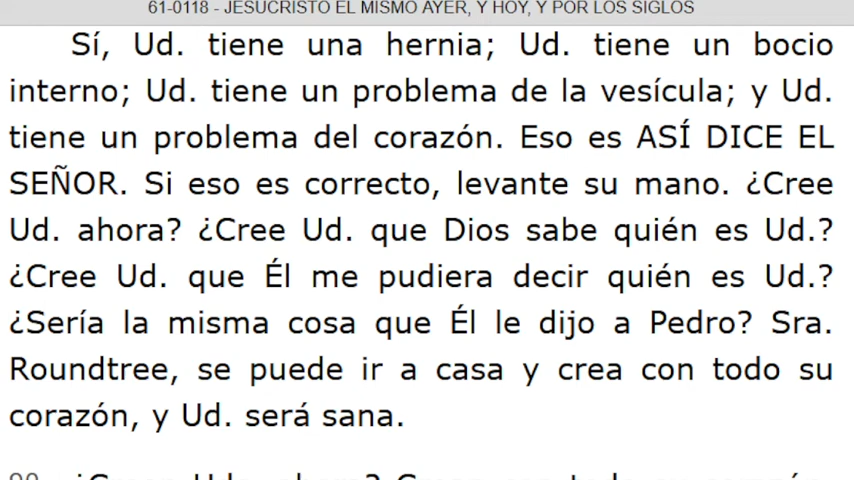 61-0118 - JESUCRISTO EL MISMO AYER, Y HOY, Y POR LOS SIGLOS
Sí, Ud. tiene una hernia; Ud. tiene un bocio
interno; Ud. tiene un problema de la vesícula; y Ud.
tiene un problema del corazón. Eso es ASÍ DICE EL
SEÑOR. Si eso es correcto, levante su mano. ¿Cree
Ud. ahora? ¿Cree Ud. que Dios sabe quién es Ud.?
¿Cree Ud. que Él me pudiera decir quién es Ud.?
¿Sería la misma cosa que Él le dijo a Pedro? Sra.
Roundtree, se puede ir a casa y crea con todo su
corazón, y Ud. será sana.